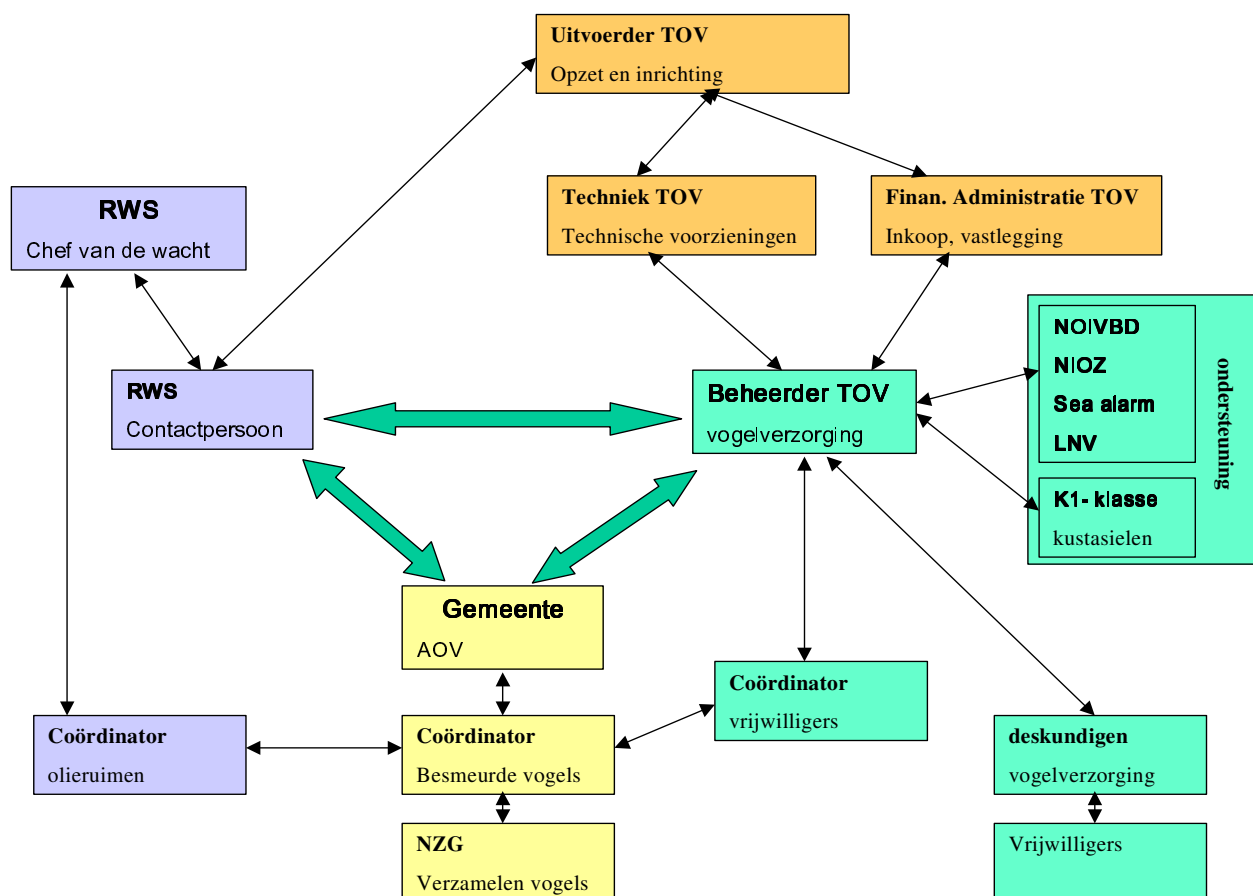 Uitvoerder TOV
Opzet en inrichting
Techniek TOV
Technische voorzieningen
Finan. Administratie TOV
Inkoop, vastlegging
RWS
Chef van de wacht
NOIVBD
NIOZ
Sea alarm
LNV
ondersteuning
K1- klasse
kustasielen
RWS
Contactpersoon
Beheerder TOV
vogelverzorging
Gemeente
AOV
Coördinator
vrijwilligers
Coördinator
olieruimen
Coördinator
Besmeurde vogels
deskundigen
vogelverzorging
NZG
Verzamelen vogels
Vrijwilligers